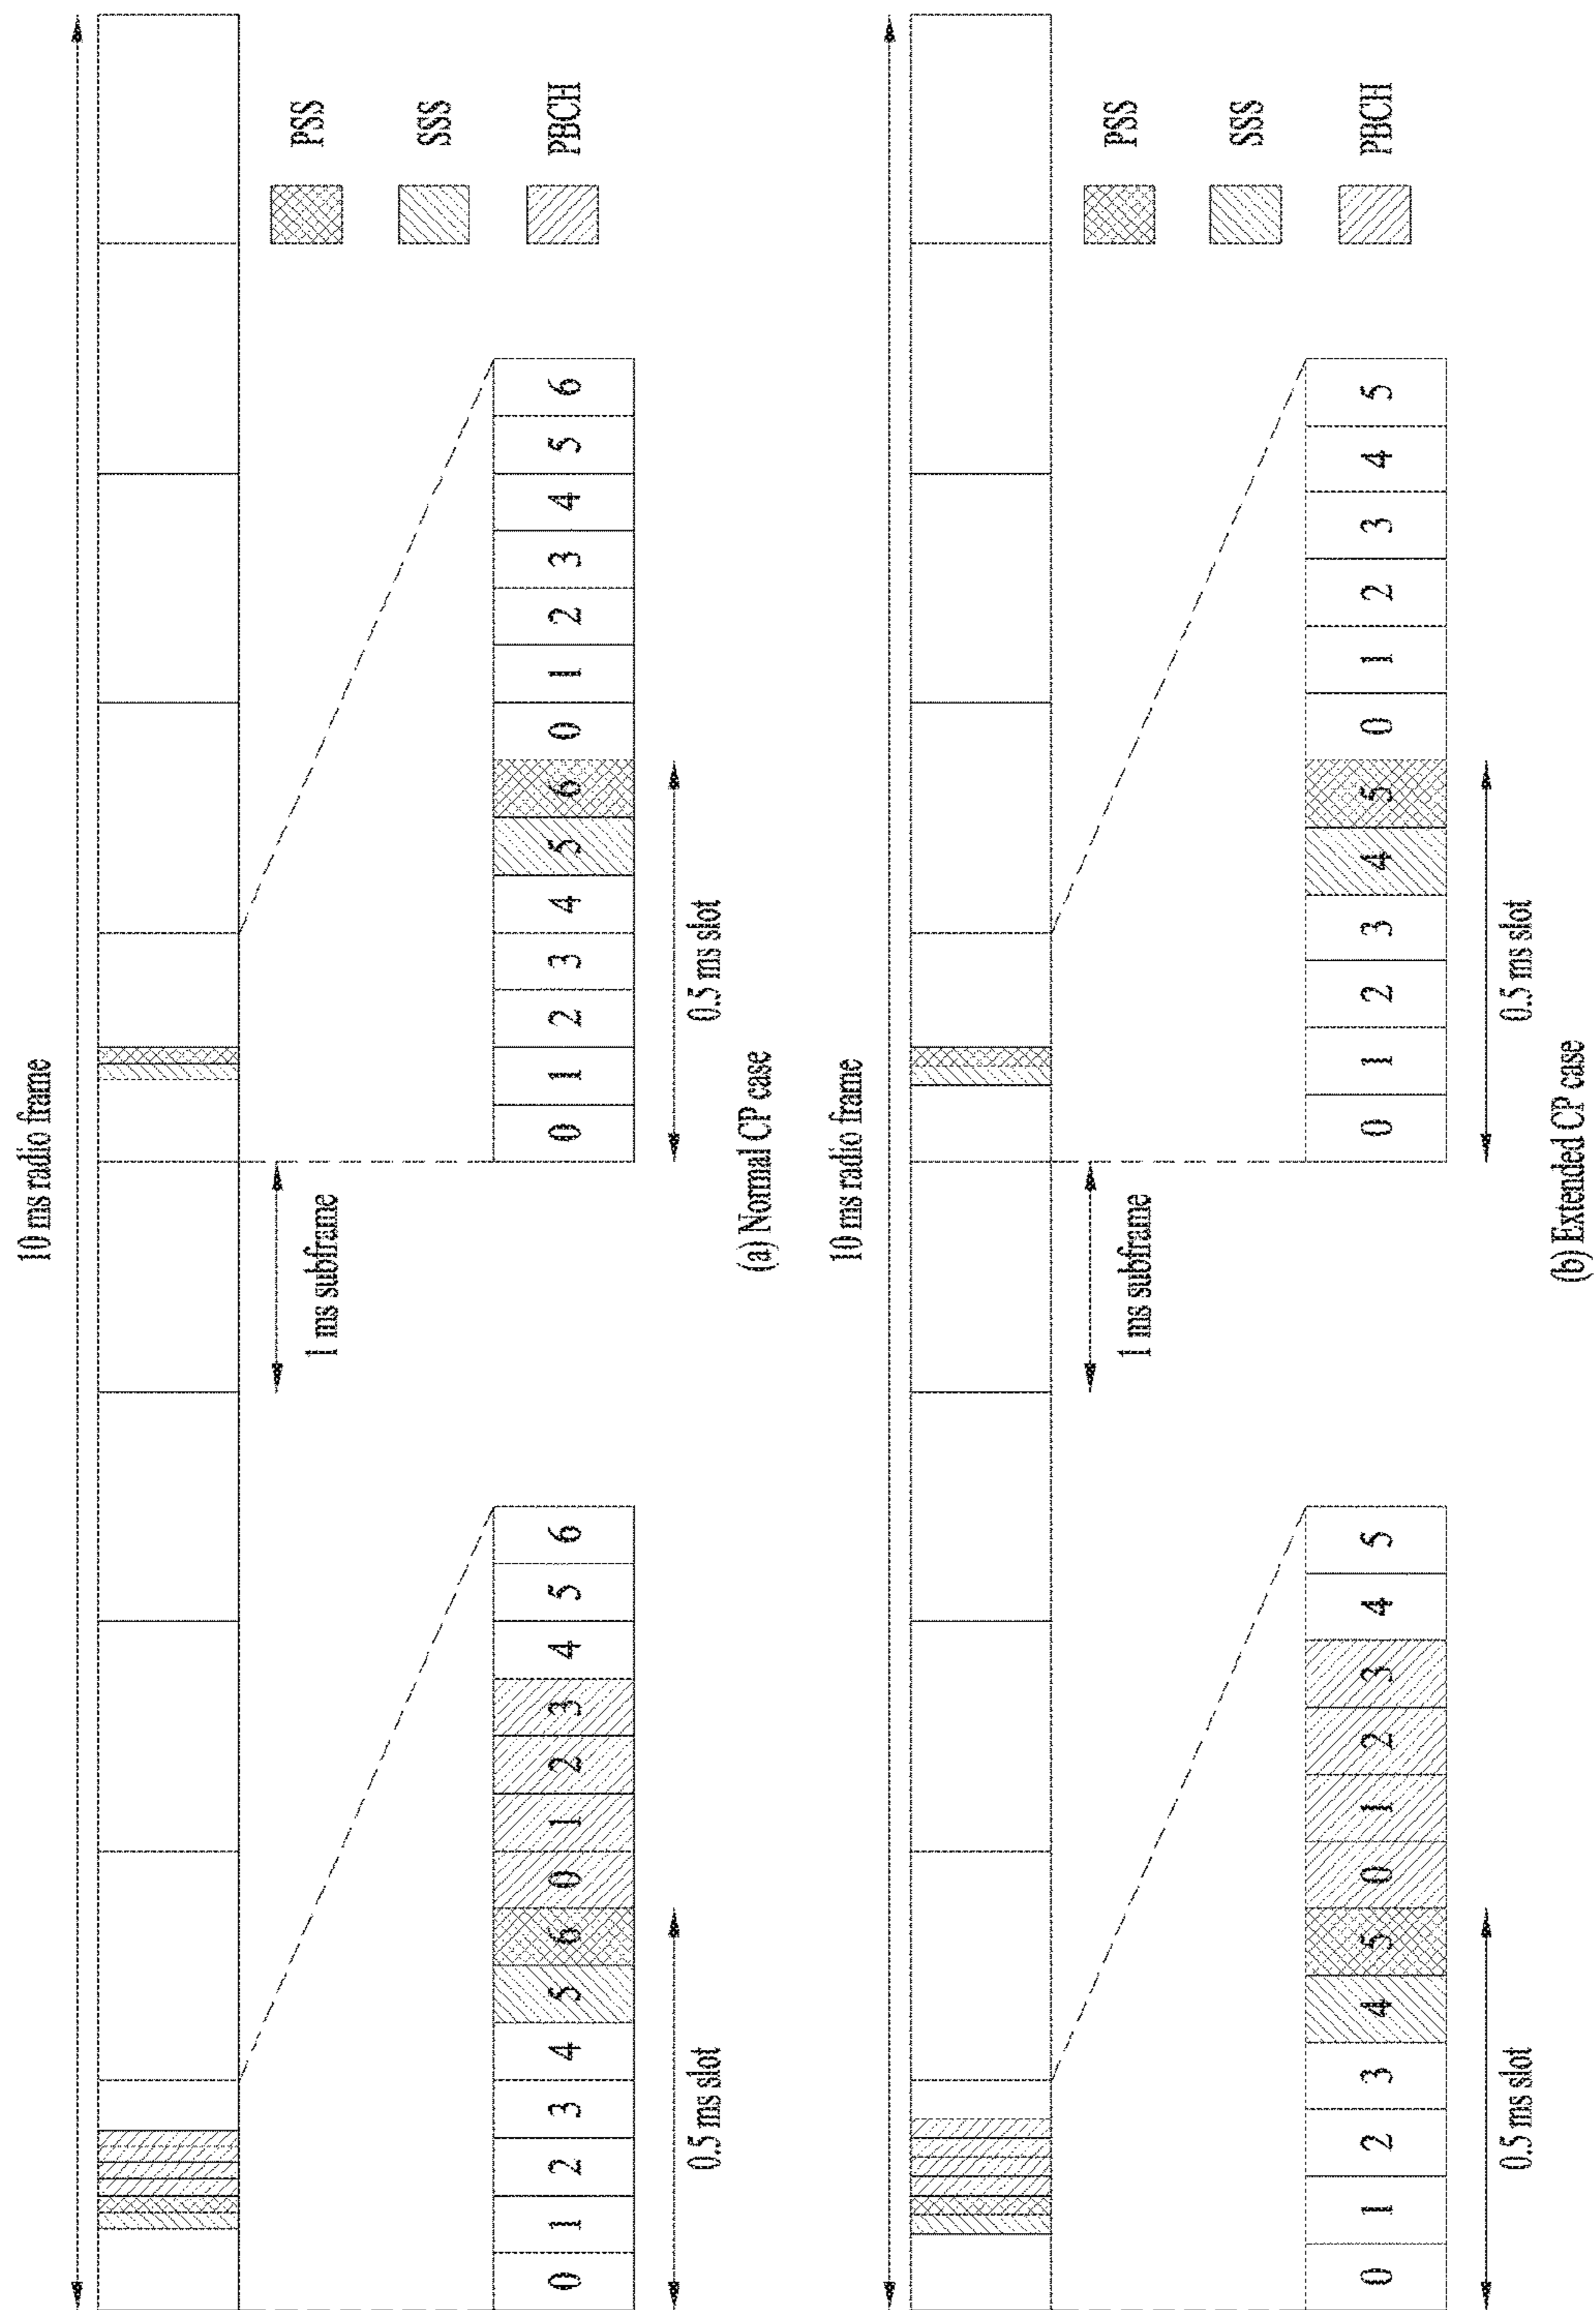 10 ms radio frame
1 ms subframe
PSS
SSS
PBCH
0 1 2 3 4 5 6 0 1 2 3 4 5 6
0 1 2 3 4 5 6 0 1 2 3 4 5 6
0.5 ms slot
0.5 ms slot
(a) Normal CP case
10 ms radio frame
1 ms subframe
PSS
SSS
PBCH
0 1 2 3 4 5 0 1 2 3 4 5
0 1 2 3 4 5 0 1 2 3 4 5
0.5 ms slot
0.5 ms slot
(b) Extended CP case